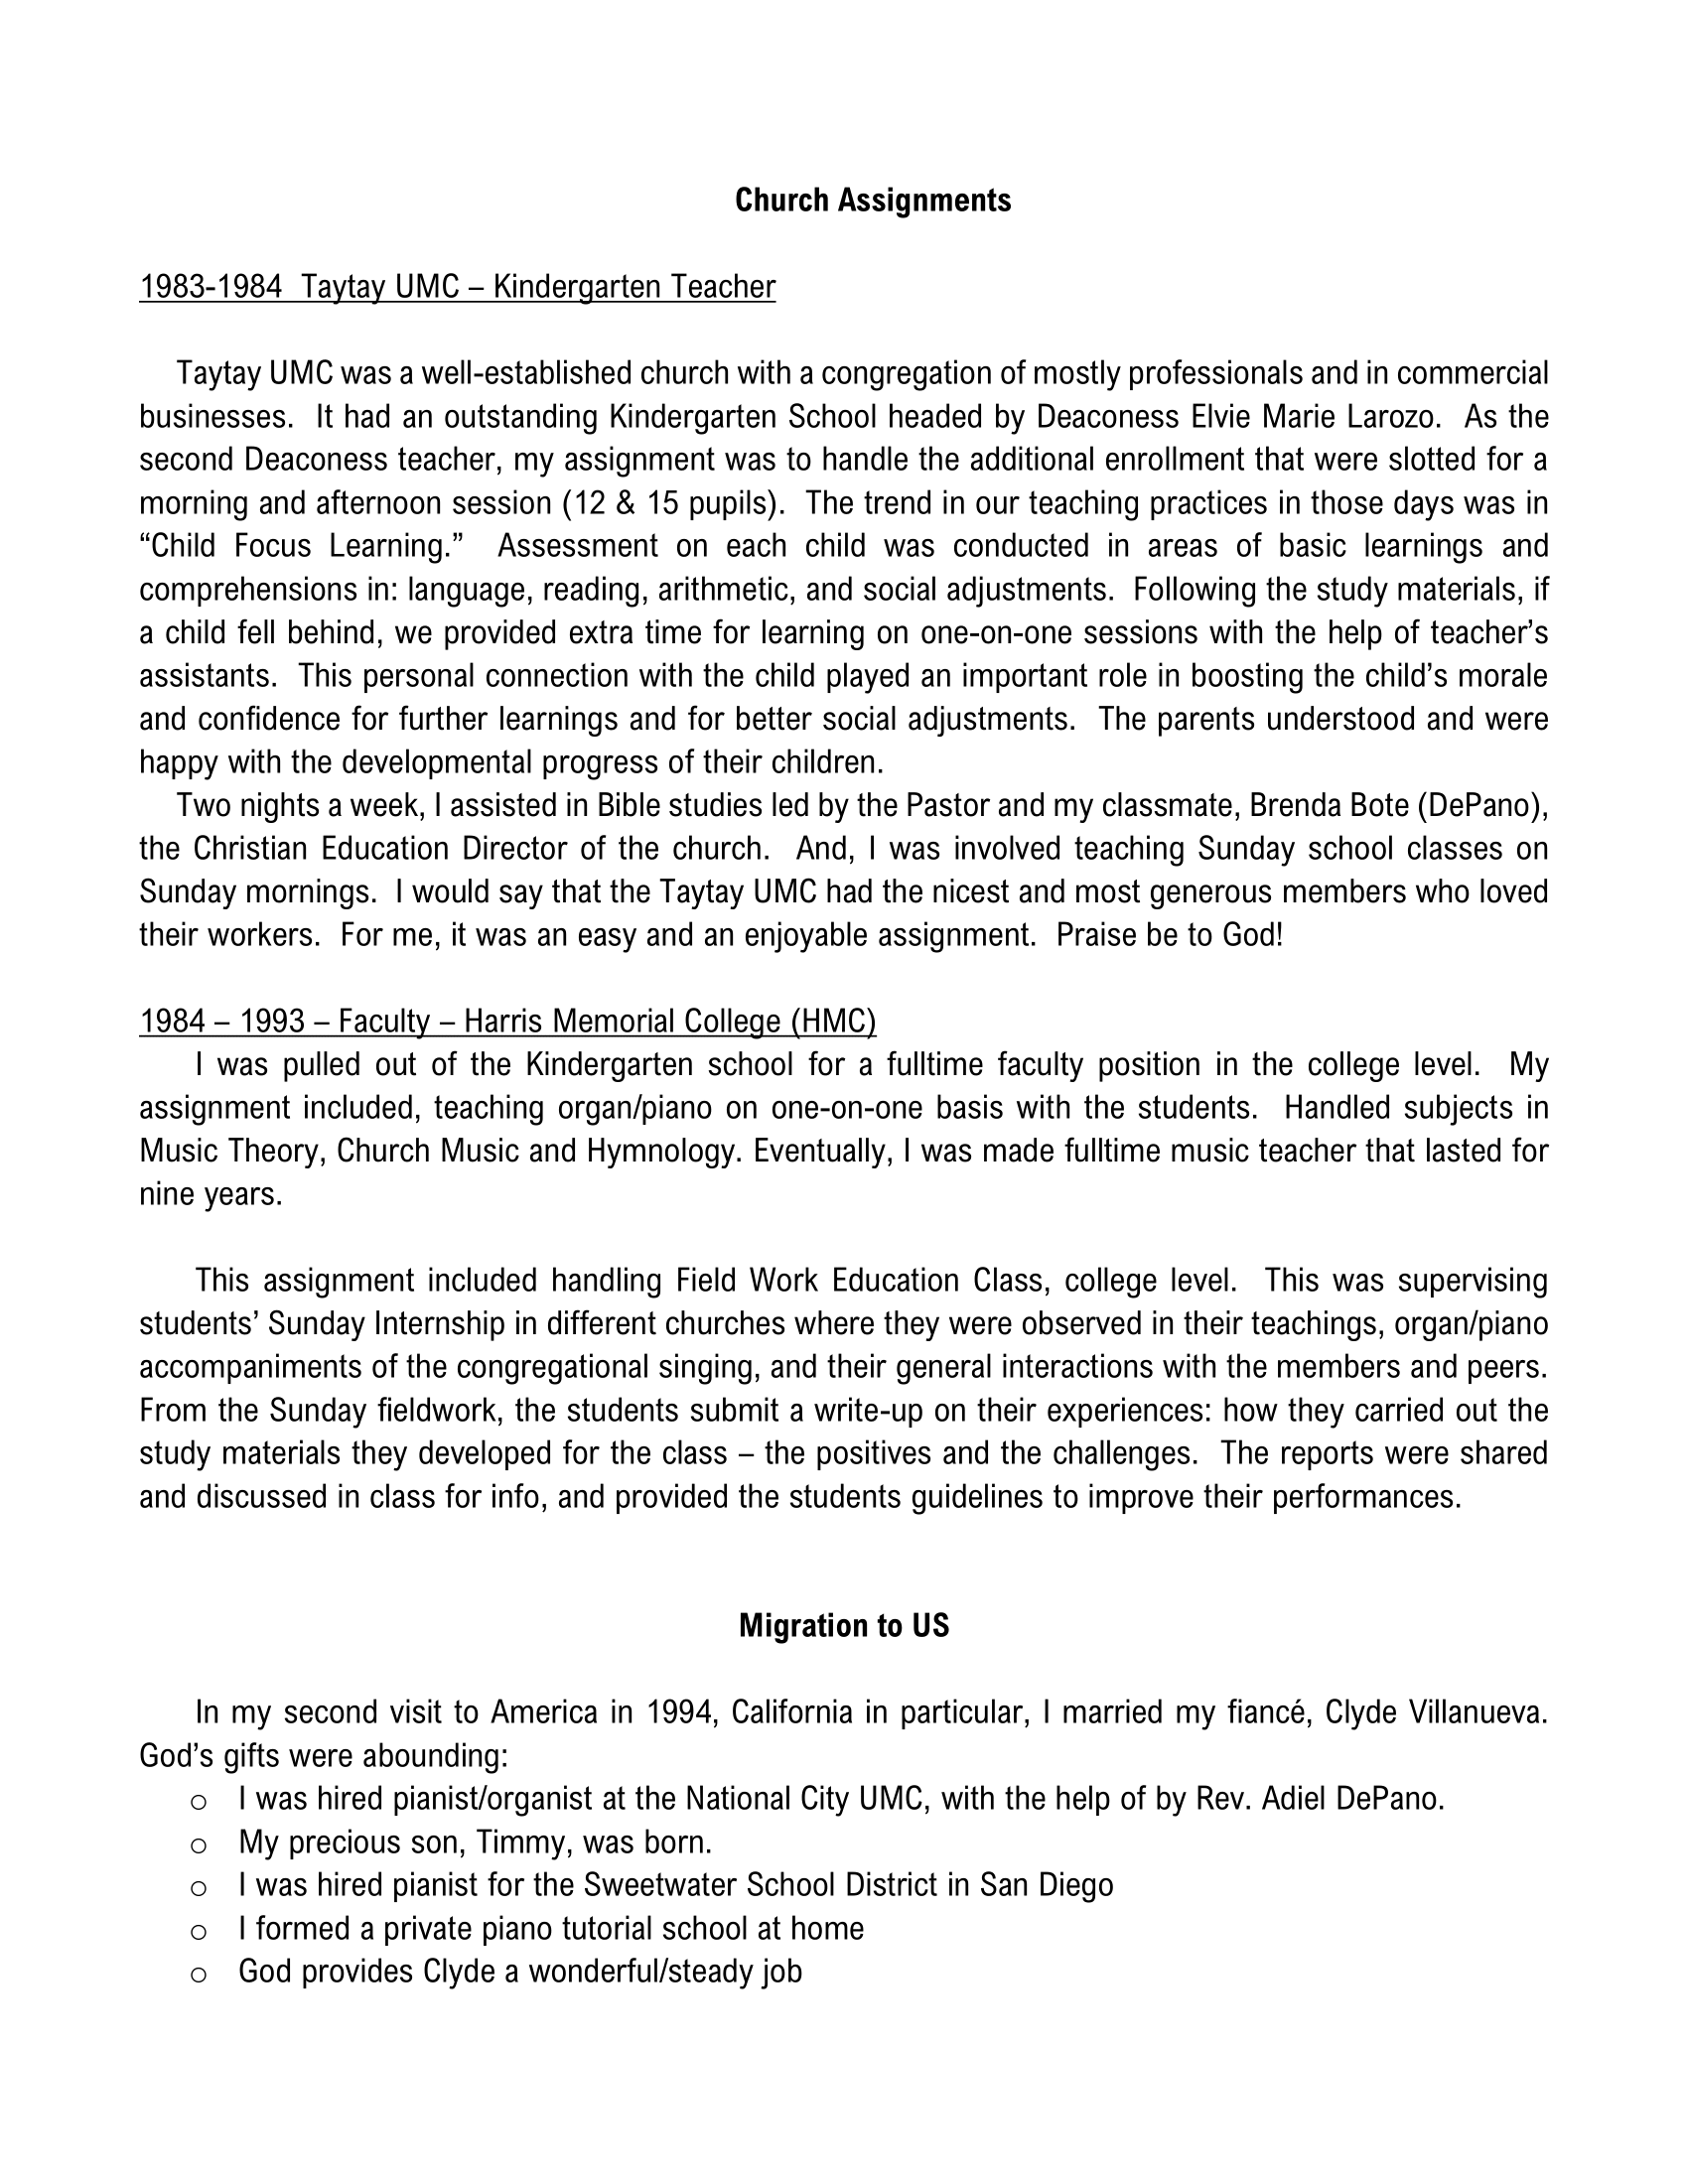 Church Assignments
1983-1984  Taytay UMC – Kindergarten Teacher
Taytay UMC was a well-established church with a congregation of mostly professionals and in commercial
businesses.  It had an outstanding Kindergarten School headed by Deaconess Elvie Marie Larozo.  As the
second Deaconess teacher, my assignment was to handle the additional enrollment that were slotted for a
morning and afternoon session (12 & 15 pupils).  The trend in our teaching practices in those days was in
“Child Focus Learning.”  Assessment on each child was conducted in areas of basic learnings and
comprehensions in: language, reading, arithmetic, and social adjustments.  Following the study materials, if
a child fell behind, we provided extra time for learning on one-on-one sessions with the help of teacher’s
assistants.  This personal connection with the child played an important role in boosting the child’s morale
and confidence for further learnings and for better social adjustments.  The parents understood and were
happy with the developmental progress of their children.
Two nights a week, I assisted in Bible studies led by the Pastor and my classmate, Brenda Bote (DePano),
the Christian Education Director of the church.  And, I was involved teaching Sunday school classes on
Sunday mornings.  I would say that the Taytay UMC had the nicest and most generous members who loved
their workers.  For me, it was an easy and an enjoyable assignment.  Praise be to God!
1984 – 1993 – Faculty – Harris Memorial College (HMC)
I was pulled out of the Kindergarten school for a fulltime faculty position in the college level.  My
assignment included, teaching organ/piano on one-on-one basis with the students.  Handled subjects in
Music Theory, Church Music and Hymnology. Eventually, I was made fulltime music teacher that lasted for
nine years.
This assignment included handling Field Work Education Class, college level.  This was supervising
students’ Sunday Internship in different churches where they were observed in their teachings, organ/piano
accompaniments of the congregational singing, and their general interactions with the members and peers.
From the Sunday fieldwork, the students submit a write-up on their experiences: how they carried out the
study materials they developed for the class – the positives and the challenges.  The reports were shared
and discussed in class for info, and provided the students guidelines to improve their performances.
Migration to US
In my second visit to America in 1994, California in particular, I married my fiancé, Clyde Villanueva.
God’s gifts were abounding:
o I was hired pianist/organist at the National City UMC, with the help of by Rev. Adiel DePano.
o My precious son, Timmy, was born.
o I was hired pianist for the Sweetwater School District in San Diego
o I formed a private piano tutorial school at home
o God provides Clyde a wonderful/steady job